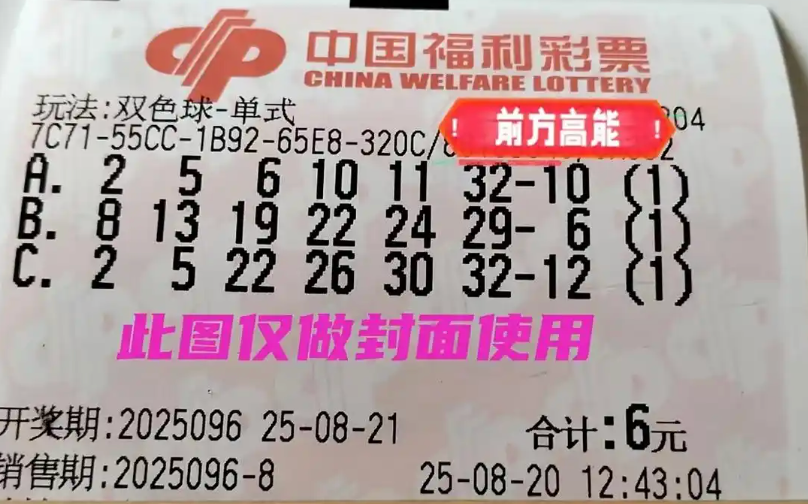 中国福利彩票
CHINA WELFARE LOTTERY
玩法:双色球-单式
204
! 前方高能 !
7C71-55CC-1B92-65E8-320C/
A. 2 5 6 10 11 32-10 (1)
B. 8 13 19 22 24 29- 6 (1)
C. 2 5 22 26 30 32-12 (1)
此图仅做封面使用
开奖期:2025096 25-08-21 合计:6元
销售期:2025096-8 25-08-20 12:43:04